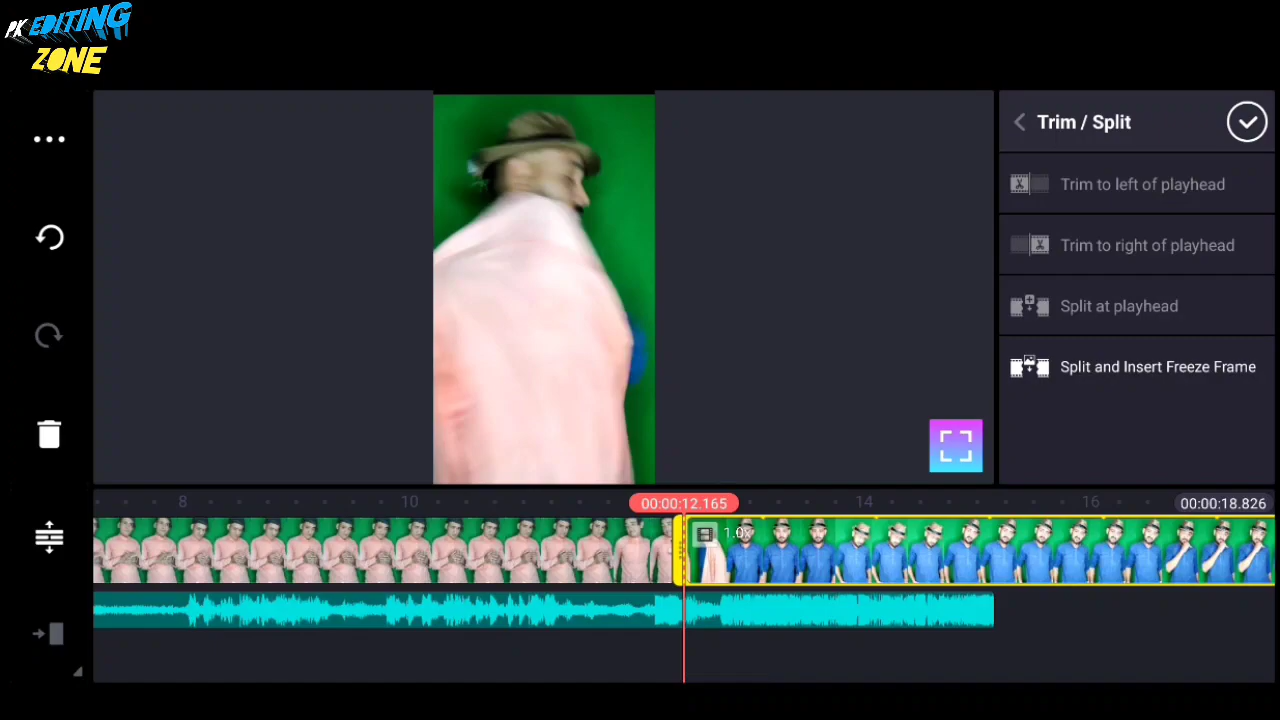 PK EDITING
ZONE
Trim / Split
Trim to left of playhead
Trim to right of playhead
Split at playhead
Split and Insert Freeze Frame
8
10
00:00:12.165
14
16
00:00:18.826
1.0x